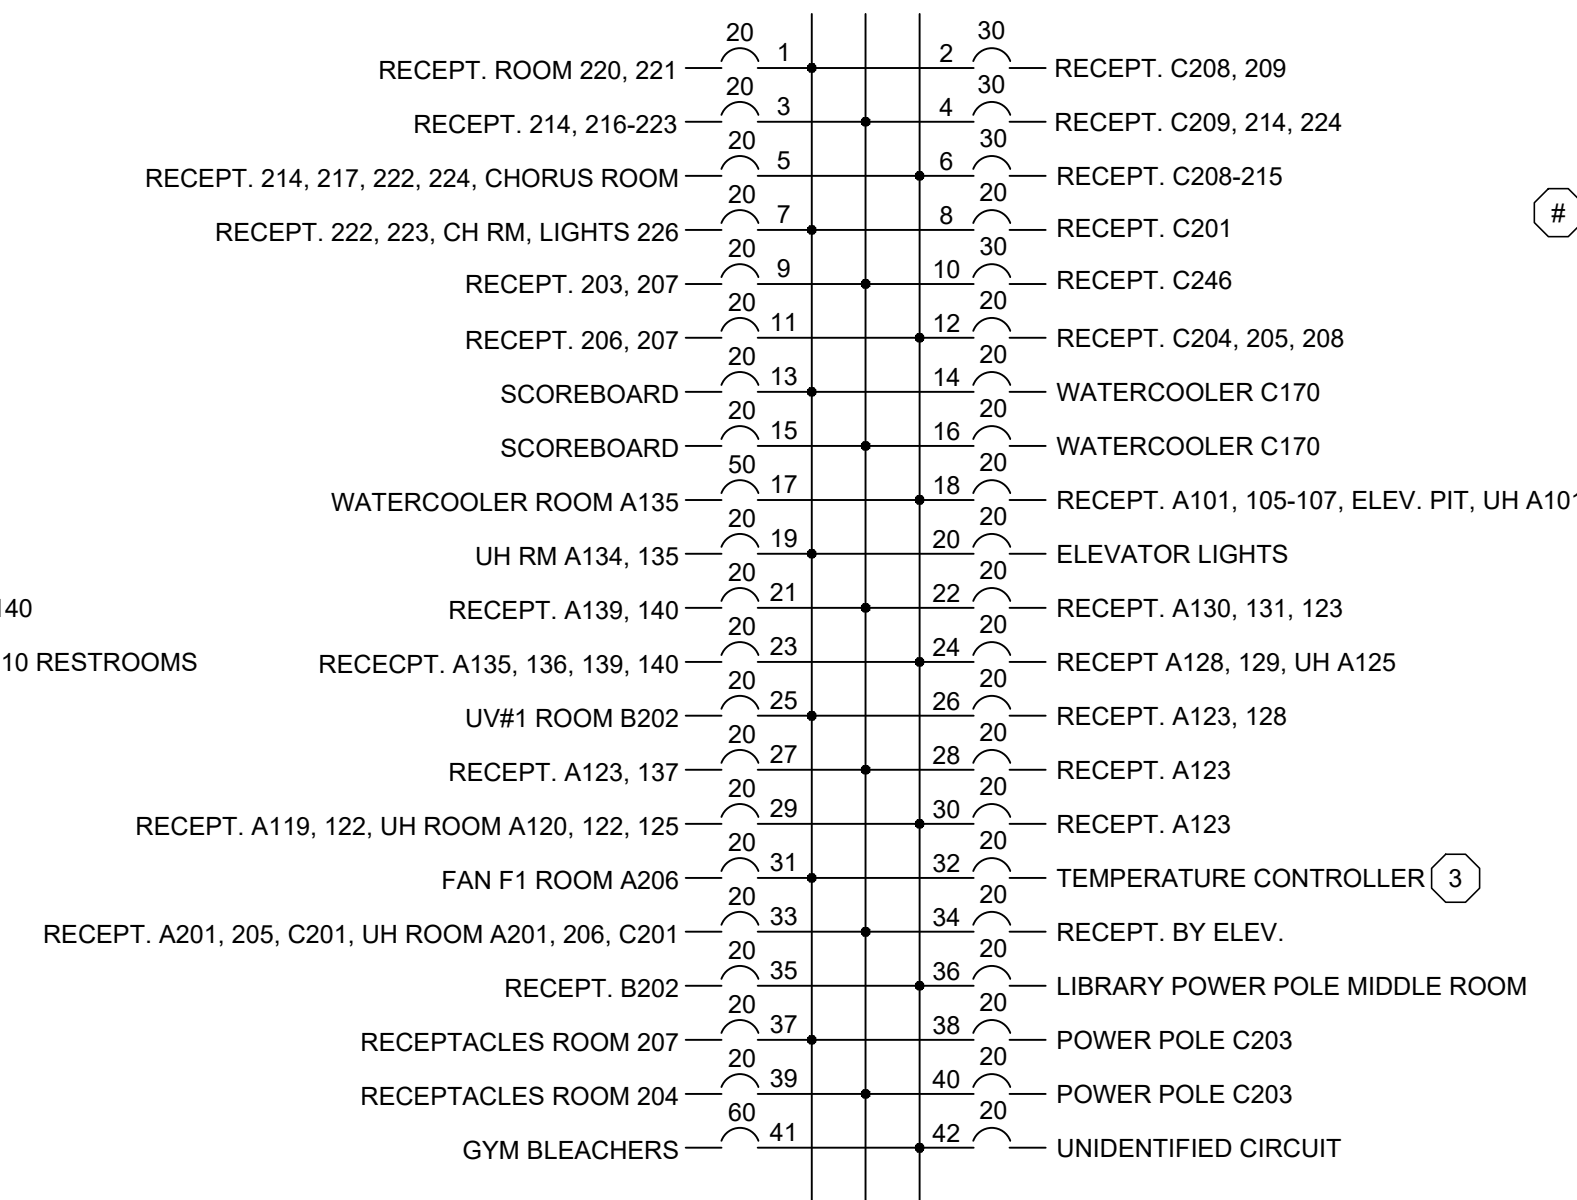 20 30
RECEPT. ROOM 220, 221 1 2 RECEPT. C208, 209
20 30
RECEPT. 214, 216-223 3 4 RECEPT. C209, 214, 224
20 30
RECEPT. 214, 217, 222, 224, CHORUS ROOM 5 6 RECEPT. C208-215
20 20 #
RECEPT. 222, 223, CH RM, LIGHTS 226 7 8 RECEPT. C201
20 30
RECEPT. 203, 207 9 10 RECEPT. C246
20 20
RECEPT. 206, 207 11 12 RECEPT. C204, 205, 208
20 20
SCOREBOARD 13 14 WATERCOOLER C170
20 20
SCOREBOARD 15 16 WATERCOOLER C170
50 20
WATERCOOLER ROOM A135 17 18 RECEPT. A101, 105-107, ELEV. PIT, UH A101
20 20
UH RM A134, 135 19 20 ELEVATOR LIGHTS
20 20
40 RECEPT. A139, 140 21 22 RECEPT. A130, 131, 123
20 20
10 RESTROOMS RECECPT. A135, 136, 139, 140 23 24 RECEPT A128, 129, UH A125
20 20
UV#1 ROOM B202 25 26 RECEPT. A123, 128
20 20
RECEPT. A123, 137 27 28 RECEPT. A123
20 20
RECEPT. A119, 122, UH ROOM A120, 122, 125 29 30 RECEPT. A123
20 20
FAN F1 ROOM A206 31 32 TEMPERATURE CONTROLLER 3
20 20
RECEPT. A201, 205, C201, UH ROOM A201, 206, C201 33 34 RECEPT. BY ELEV.
20 20
RECEPT. B202 35 36 LIBRARY POWER POLE MIDDLE ROOM
20 20
RECEPTACLES ROOM 207 37 38 POWER POLE C203
20 20
RECEPTACLES ROOM 204 39 40 POWER POLE C203
60 20
GYM BLEACHERS 41 42 UNIDENTIFIED CIRCUIT